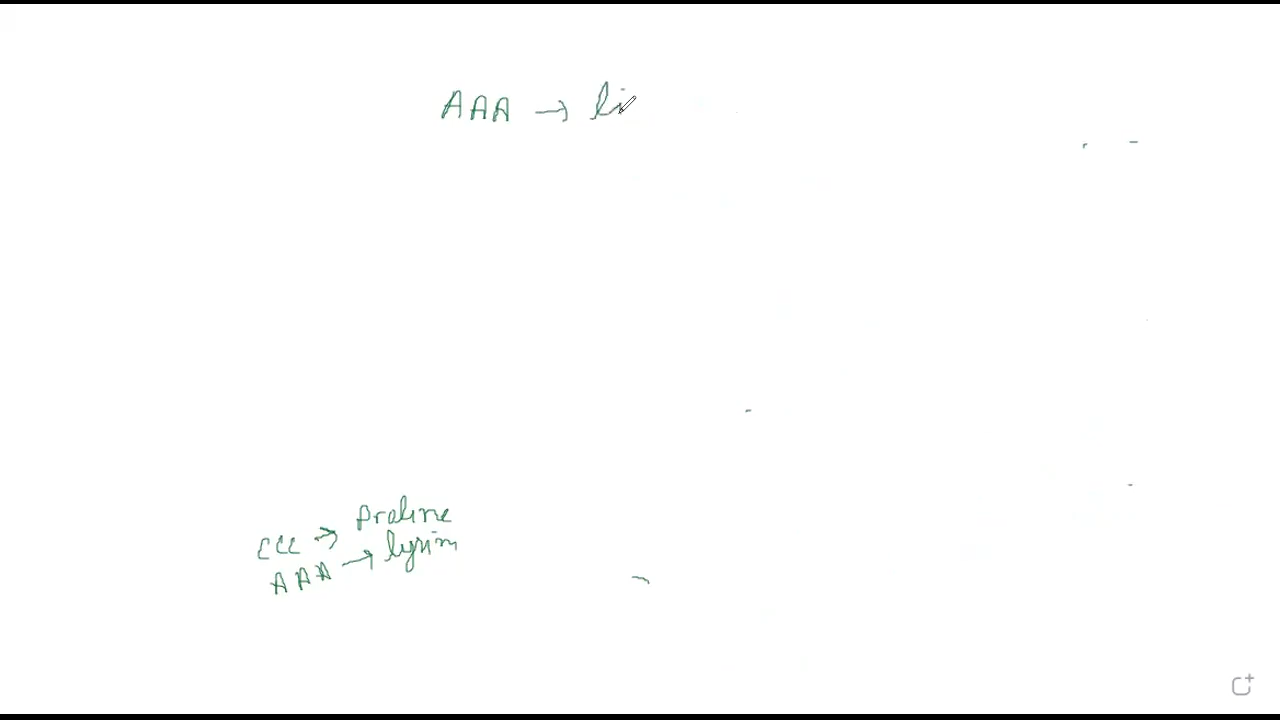 AAA → li
CCC → Proline
AAA → lysin